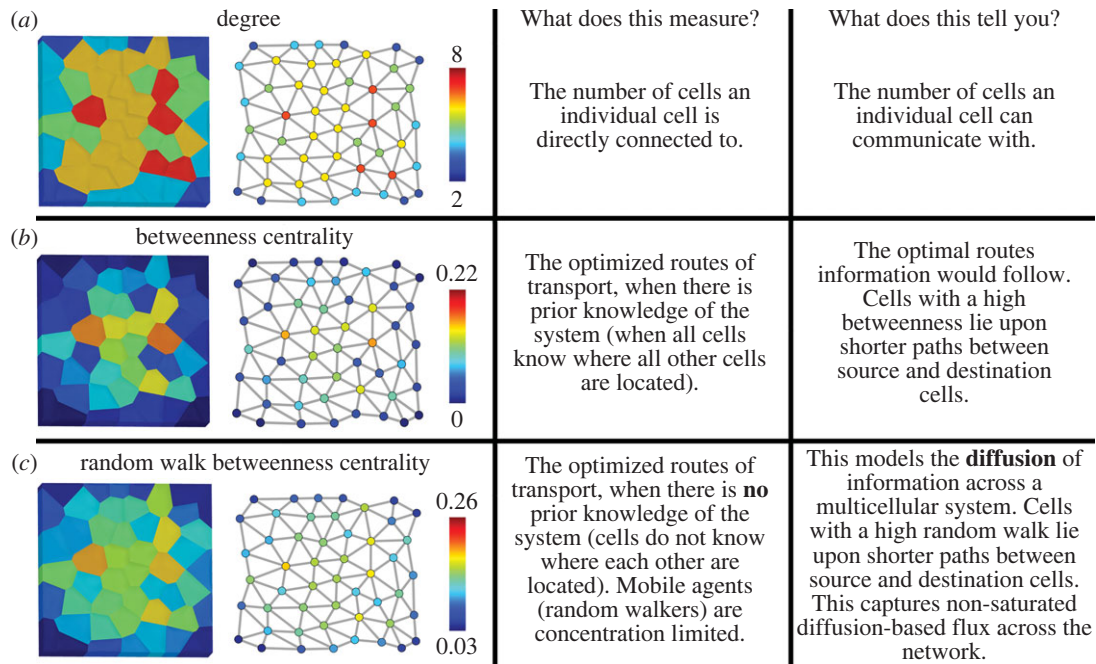 (a)
degree
8
2
What does this measure?
The number of cells an
individual cell is
directly connected to.
What does this tell you?
The number of cells an
individual cell can
communicate with.
(b)
betweenness centrality
0.22
0
The optimized routes of
transport, when there is
prior knowledge of the
system (when all cells
know where all other cells
are located).
The optimal routes
information would follow.
Cells with a high
betweenness lie upon
shorter paths between
source and destination
cells.
(c)
random walk betweenness centrality
0.26
0.03
The optimized routes of
transport, when there is no
prior knowledge of the
system (cells do not know
where each other are
located). Mobile agents
(random walkers) are
concentration limited.
This models the diffusion of
information across a
multicellular system. Cells
with a high random walk lie
upon shorter paths between
source and destination cells.
This captures non-saturated
diffusion-based flux across the
network.